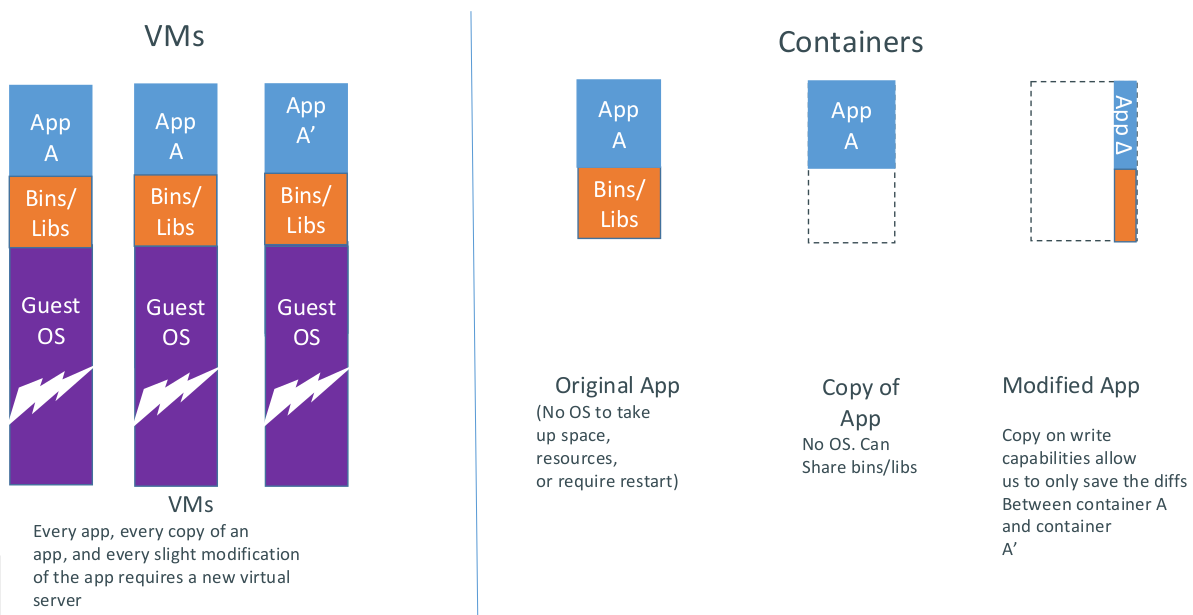 VMs
App
A
Bins/
Libs
Guest
OS
App
A
Bins/
Libs
Guest
OS
App
A’
Bins/
Libs
Guest
OS
VMs
Every app, every copy of an
app, and every slight modification
of the app requires a new virtual
server
Containers
App
A
Bins/
Libs
Original App
(No OS to take
up space,
resources,
or require restart)
App
A
Copy of
App
No OS. Can
Share bins/libs
App Δ
Modified App
Copy on write
capabilities allow
us to only save the diffs
Between container A
and container
A’